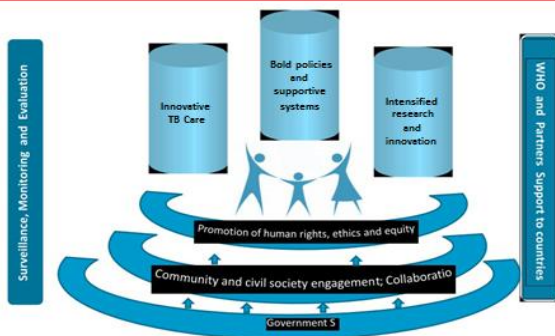 Surveillance, Monitoring and Evaluation
Innovative
TB Care
Bold policies
and
supportive
systems
Intensified
research
and
innovation
WHO and Partners Support to countries
Promotion of human rights, ethics and equity
Community and civil society engagement; Collaboratio
Government S